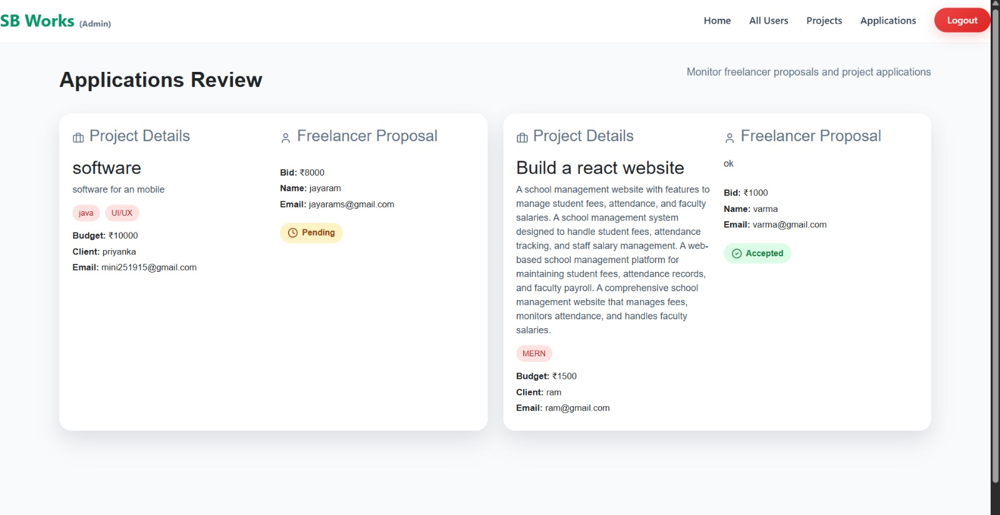 SB Works (Admin)
Home All Users Projects Applications Logout
Applications Review
Monitor freelancer proposals and project applications
Project Details
software
software for an mobile
java UI/UX
Budget: ₹10000
Client: priyanka
Email: mini251915@gmail.com
Freelancer Proposal
Bid: ₹8000
Name: jayaram
Email: jayarams@gmail.com
Pending
Project Details
Build a react website
A school management website with features to
manage student fees, attendance, and faculty
salaries. A school management system
designed to handle student fees, attendance
tracking, and staff salary management. A web-
based school management platform for
maintaining student fees, attendance records,
and faculty payroll. A comprehensive school
management website that manages fees,
monitors attendance, and handles faculty
salaries.
MERN
Budget: ₹1500
Client: ram
Email: ram@gmail.com
Freelancer Proposal
ok
Bid: ₹1000
Name: varma
Email: varma@gmail.com
Accepted